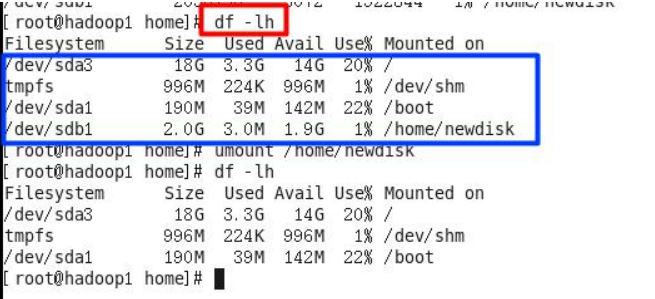 [root@hadoop1 home]# df -lh
Filesystem Size Used Avail Use% Mounted on
/dev/sda3 18G 3.3G 14G 20% /
tmpfs 996M 224K 996M 1% /dev/shm
/dev/sda1 190M 39M 142M 22% /boot
/dev/sdb1 2.0G 3.0M 1.9G 1% /home/newdisk
[root@hadoop1 home]# umount /home/newdisk
[root@hadoop1 home]# df -lh
Filesystem Size Used Avail Use% Mounted on
/dev/sda3 18G 3.3G 14G 20% /
tmpfs 996M 224K 996M 1% /dev/shm
/dev/sda1 190M 39M 142M 22% /boot
[root@hadoop1 home]#